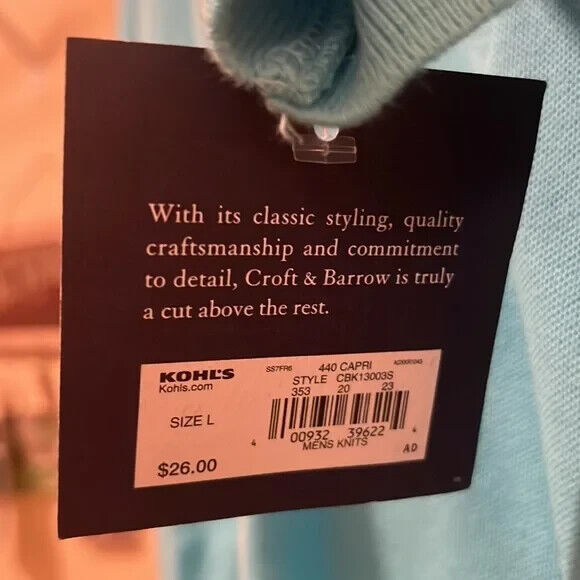 With its classic styling, quality
craftsmanship and commitment
to detail, Croft & Barrow is truly
a cut above the rest.
KOHL'S
Kohls.com
SS7FR6
440 CAPRI
STYLE CBK13003S
353 20 23
SIZE L
4 00932 39622 4
MENS KNITS
AD
$26.00